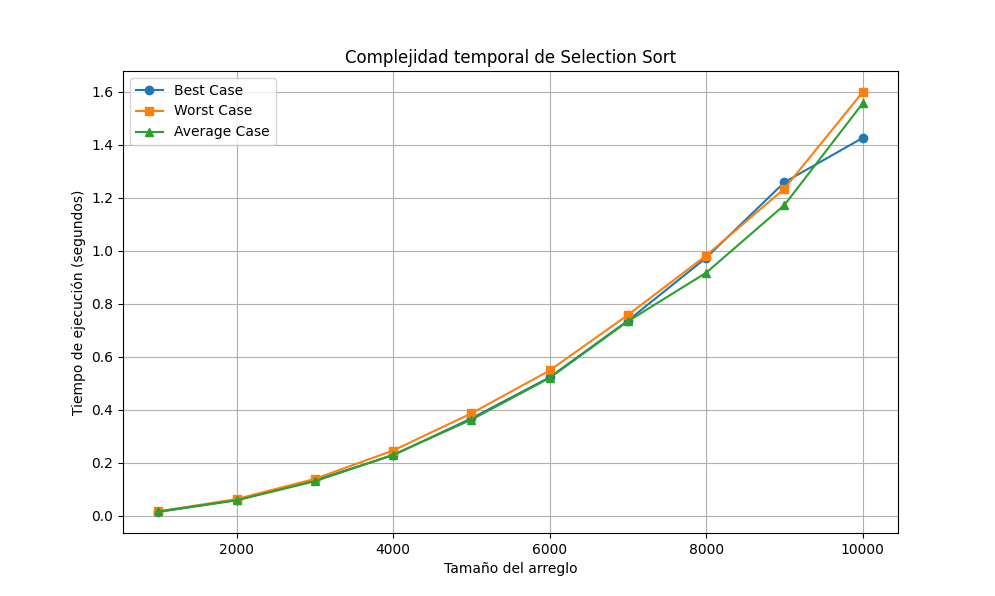 Complejidad temporal de Selection Sort
Best Case
Worst Case
Average Case
Tiempo de ejecución (segundos)
1.6
1.4
1.2
1.0
0.8
0.6
0.4
0.2
0.0
2000 4000 6000 8000 10000
Tamaño del arreglo